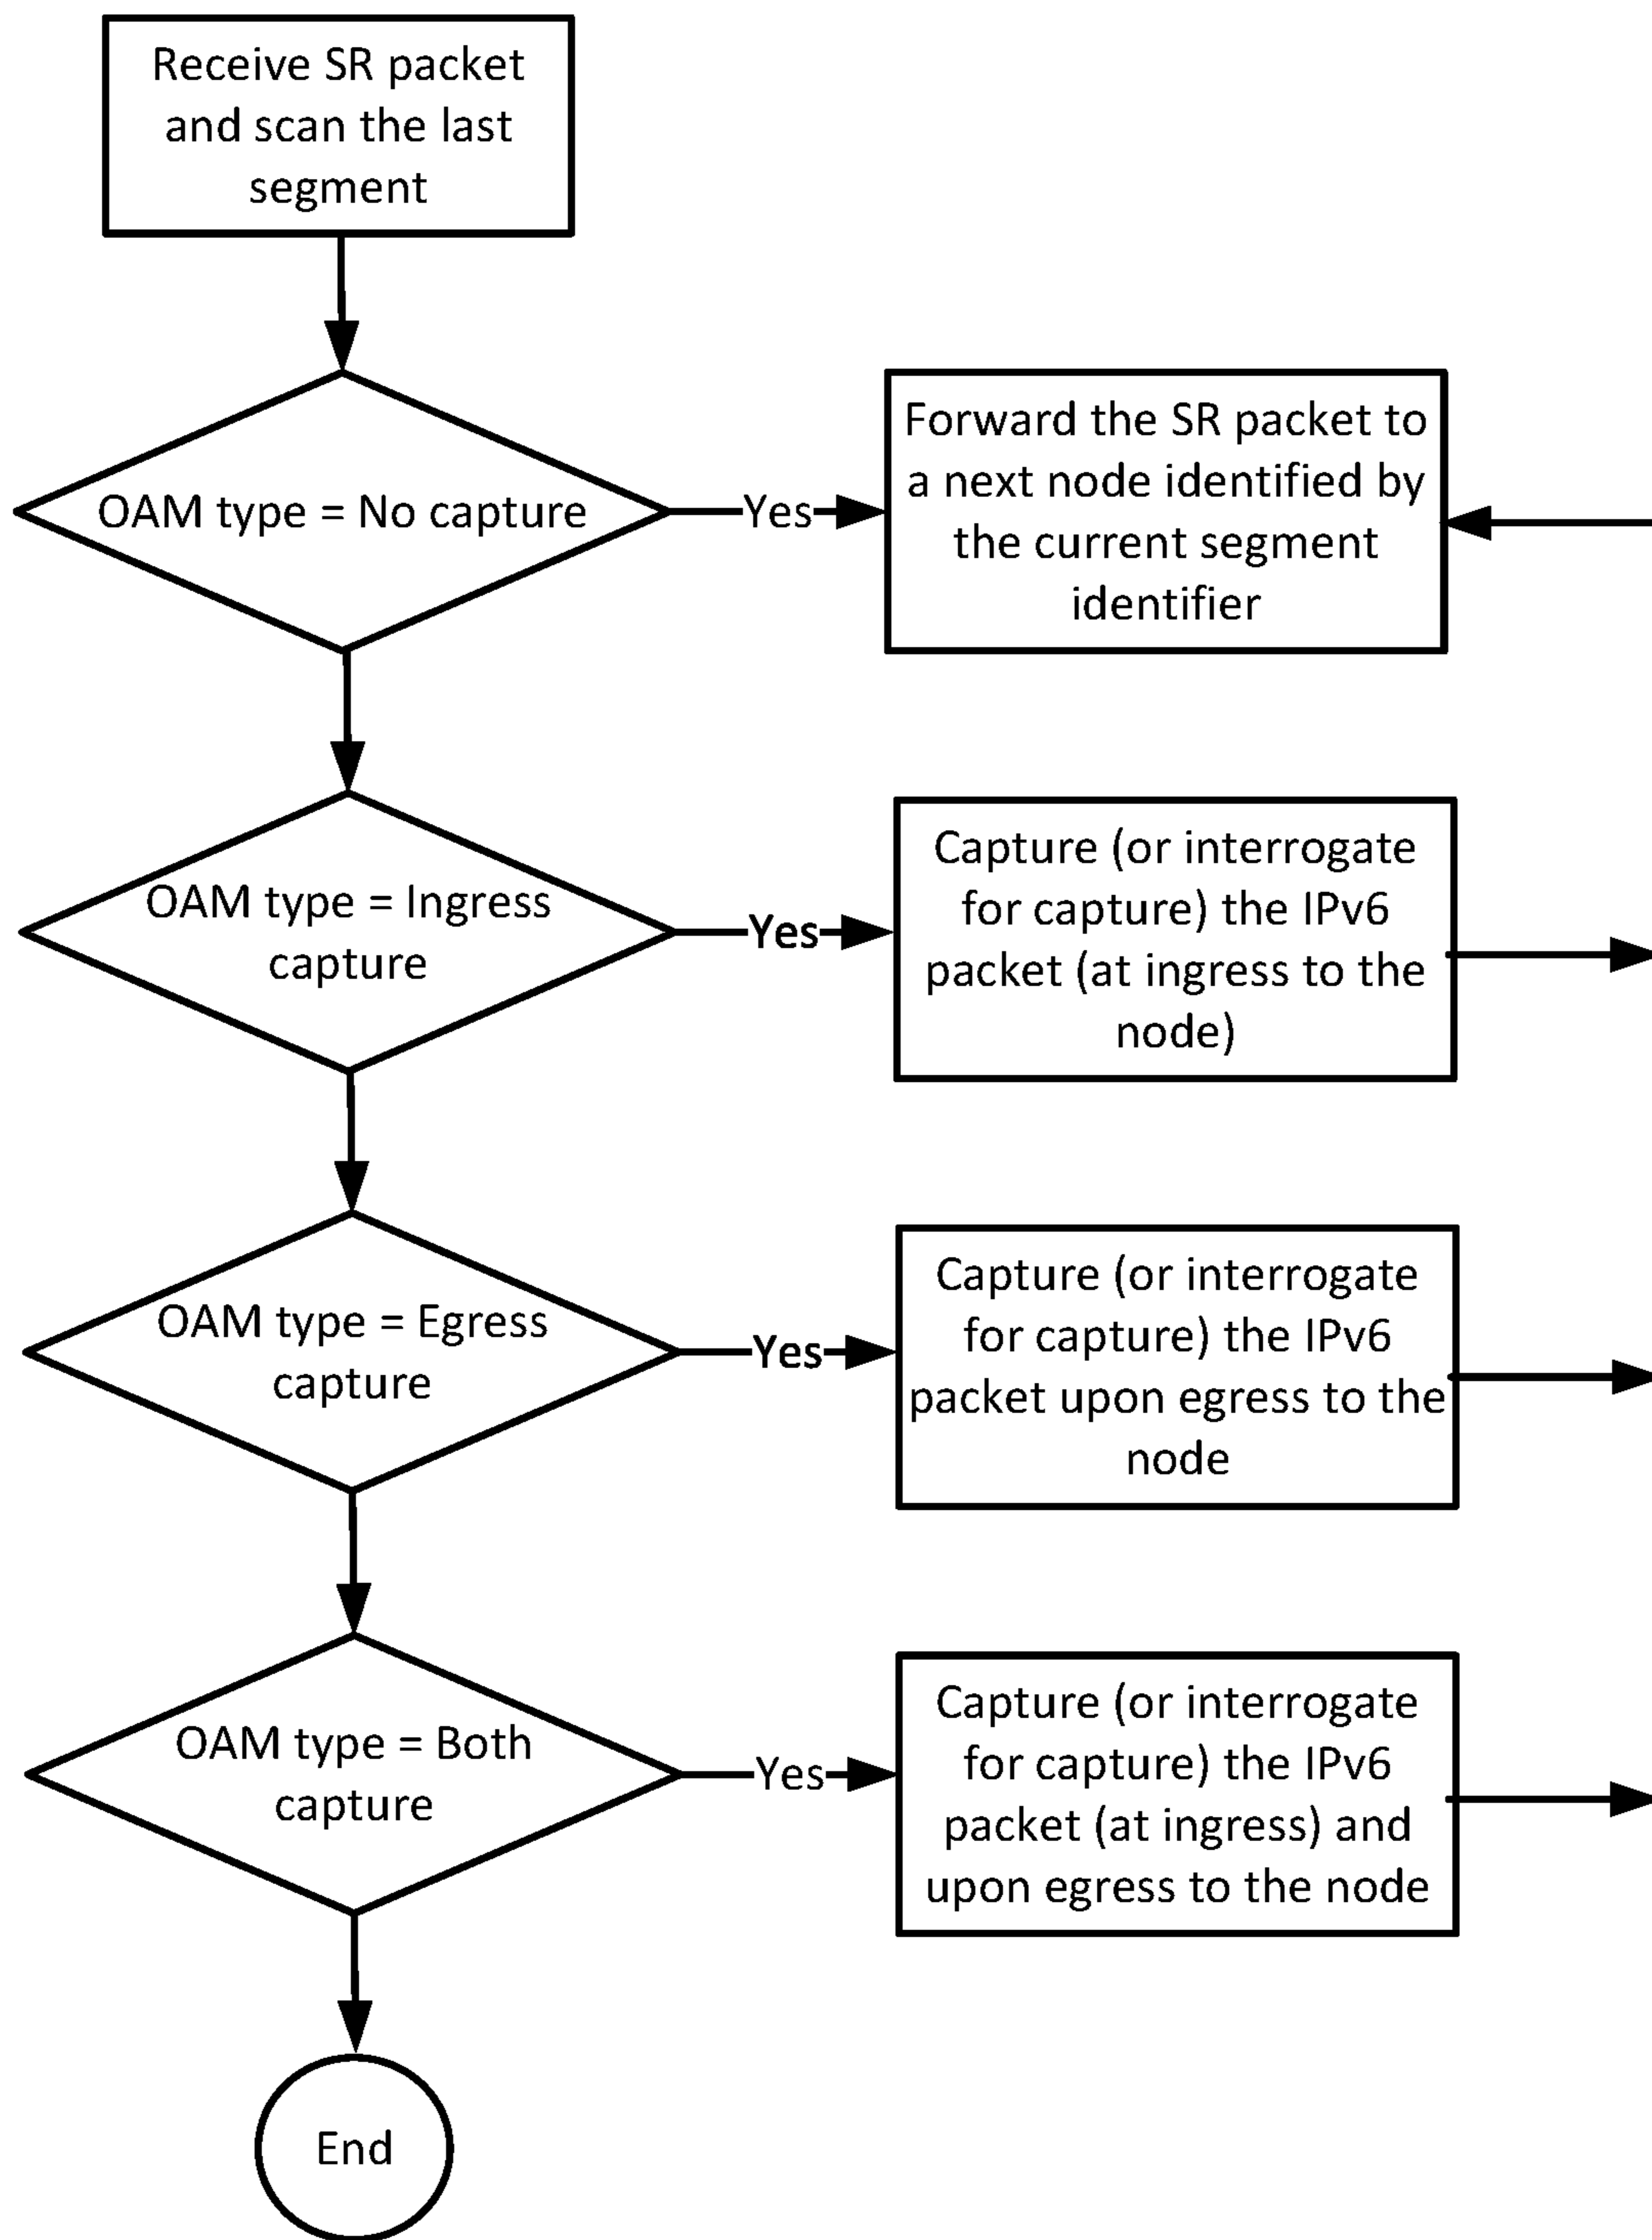 Receive SR packet
and scan the last
segment
OAM type = No capture
Yes
Forward the SR packet to
a next node identified by
the current segment
identifier
OAM type = Ingress
capture
Yes
Capture (or interrogate
for capture) the IPv6
packet (at ingress to the
node)
OAM type = Egress
capture
Yes
Capture (or interrogate
for capture) the IPv6
packet upon egress to the
node
OAM type = Both
capture
Yes
Capture (or interrogate
for capture) the IPv6
packet (at ingress) and
upon egress to the node
End